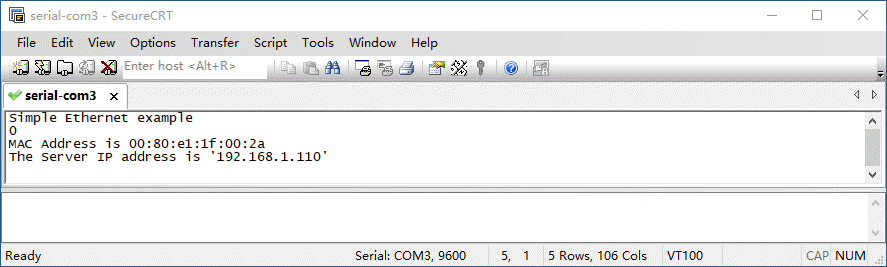 serial-com3 - SecureCRT
File Edit View Options Transfer Script Tools Window Help
Enter host <Alt+R>
serial-com3
Simple Ethernet example
0
MAC Address is 00:80:e1:1f:00:2a
The Server IP address is '192.168.1.110'
Ready Serial: COM3, 9600 5, 1 5 Rows, 106 Cols VT100 CAP NUM